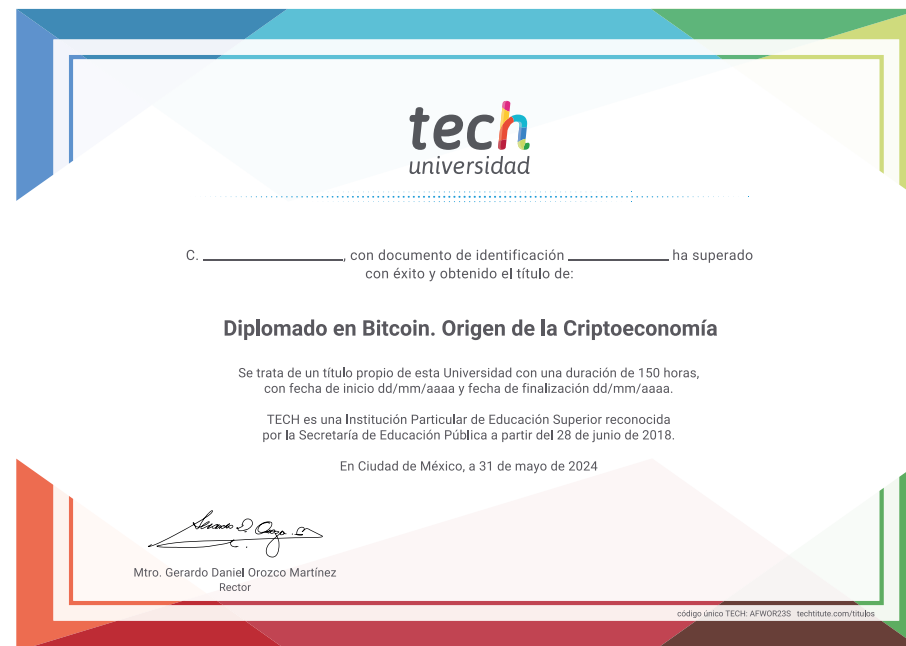 tech
universidad
C. ____________________, con documento de identificación ______________ ha superado
con éxito y obtenido el título de:
Diplomado en Bitcoin. Origen de la Criptoeconomía
Se trata de un título propio de esta Universidad con una duración de 150 horas,
con fecha de inicio dd/mm/aaaa y fecha de finalización dd/mm/aaaa.
TECH es una Institución Particular de Educación Superior reconocida
por la Secretaría de Educación Pública a partir del 28 de junio de 2018.
En Ciudad de México, a 31 de mayo de 2024
Mtro. Gerardo Daniel Orozco Martínez
Rector
código único TECH: AFWOR23S techtitute.com/titulos